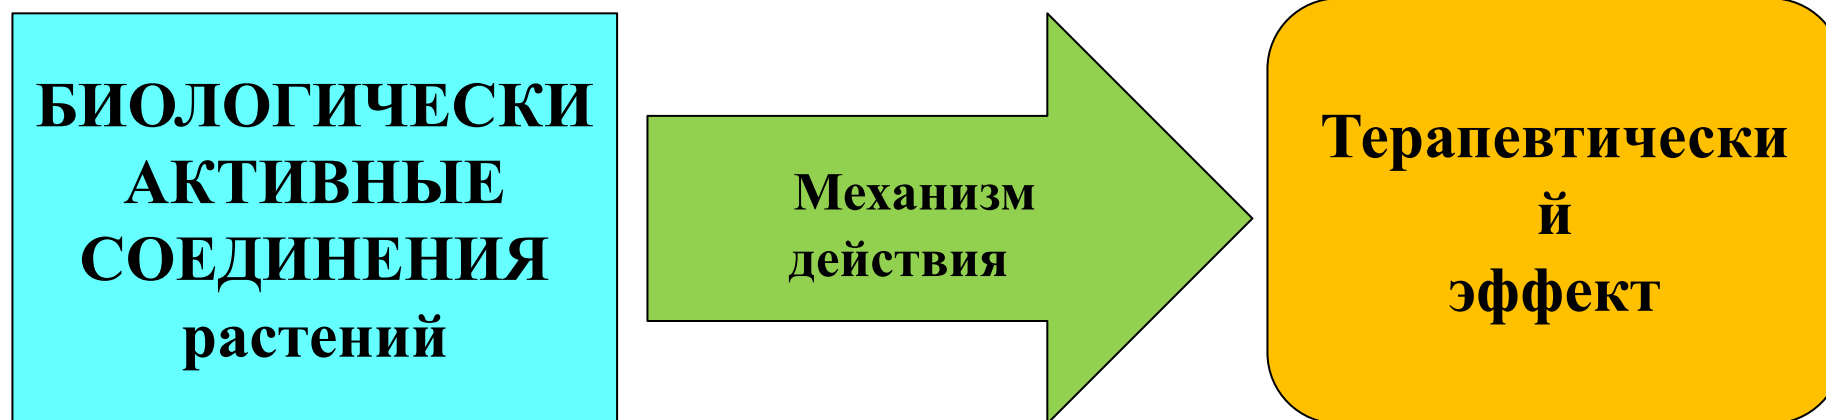 БИОЛОГИЧЕСКИ
АКТИВНЫЕ
СОЕДИНЕНИЯ
растений
Механизм
действия
Терапевтически
й
эффект